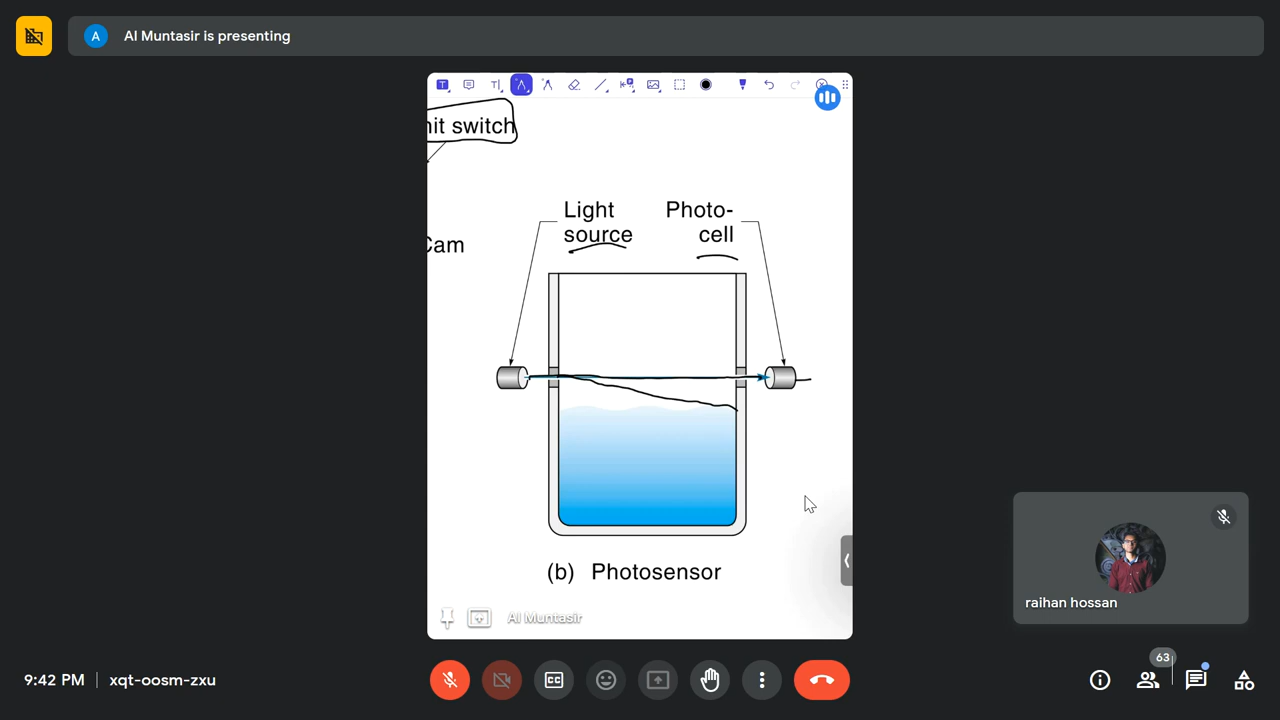 A
Al Muntasir is presenting
nit switch
Light
source
Photo-
cell
Cam
(b) Photosensor
Al Muntasir
raihan hossan
9:42 PM
xqt-oosm-zxu
63